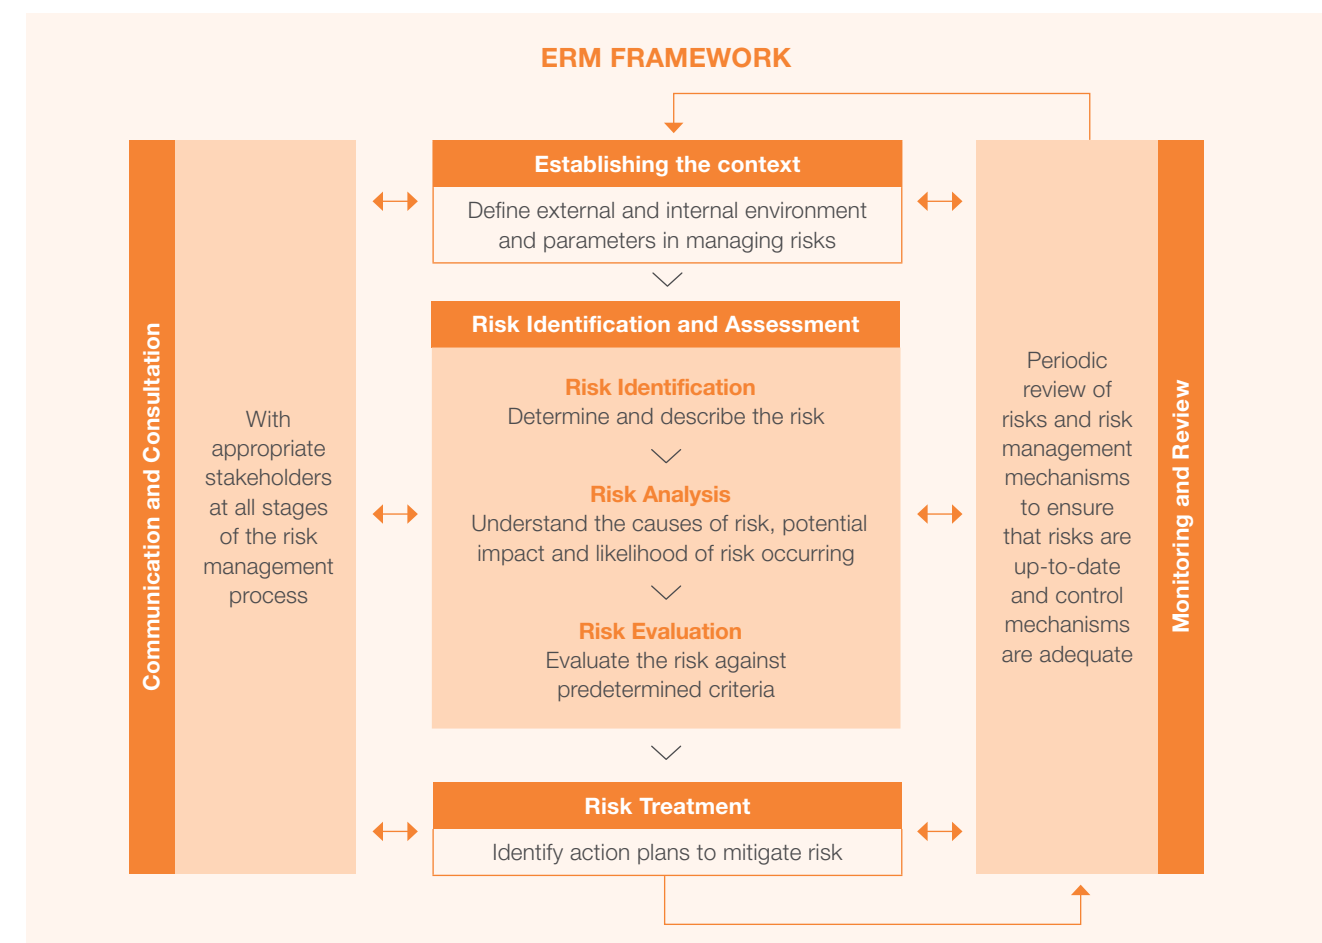 ERM FRAMEWORK
Communication and Consultation
With
appropriate
stakeholders
at all stages
of the risk
management
process
Establishing the context
Define external and internal environment
and parameters in managing risks
Risk Identification and Assessment
Risk Identification
Determine and describe the risk
Risk Analysis
Understand the causes of risk, potential
impact and likelihood of risk occurring
Risk Evaluation
Evaluate the risk against
predetermined criteria
Risk Treatment
Identify action plans to mitigate risk
Periodic
review of
risks and risk
management
mechanisms
to ensure
that risks are
up-to-date
and control
mechanisms
are adequate
Monitoring and Review